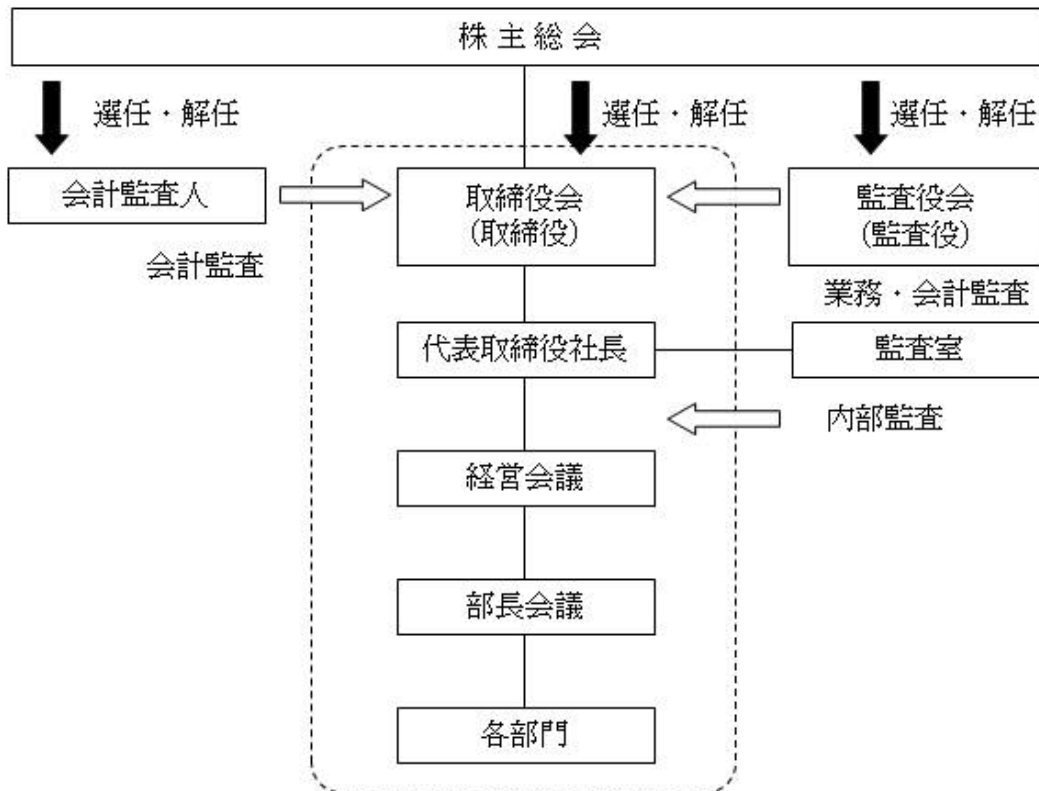 株主総会
選任・解任
選任・解任
選任・解任
会計監査人
取締役会
(取締役)
監査役会
(監査役)
会計監査
業務・会計監査
代表取締役社長
監査室
内部監査
経営会議
部長会議
各部門